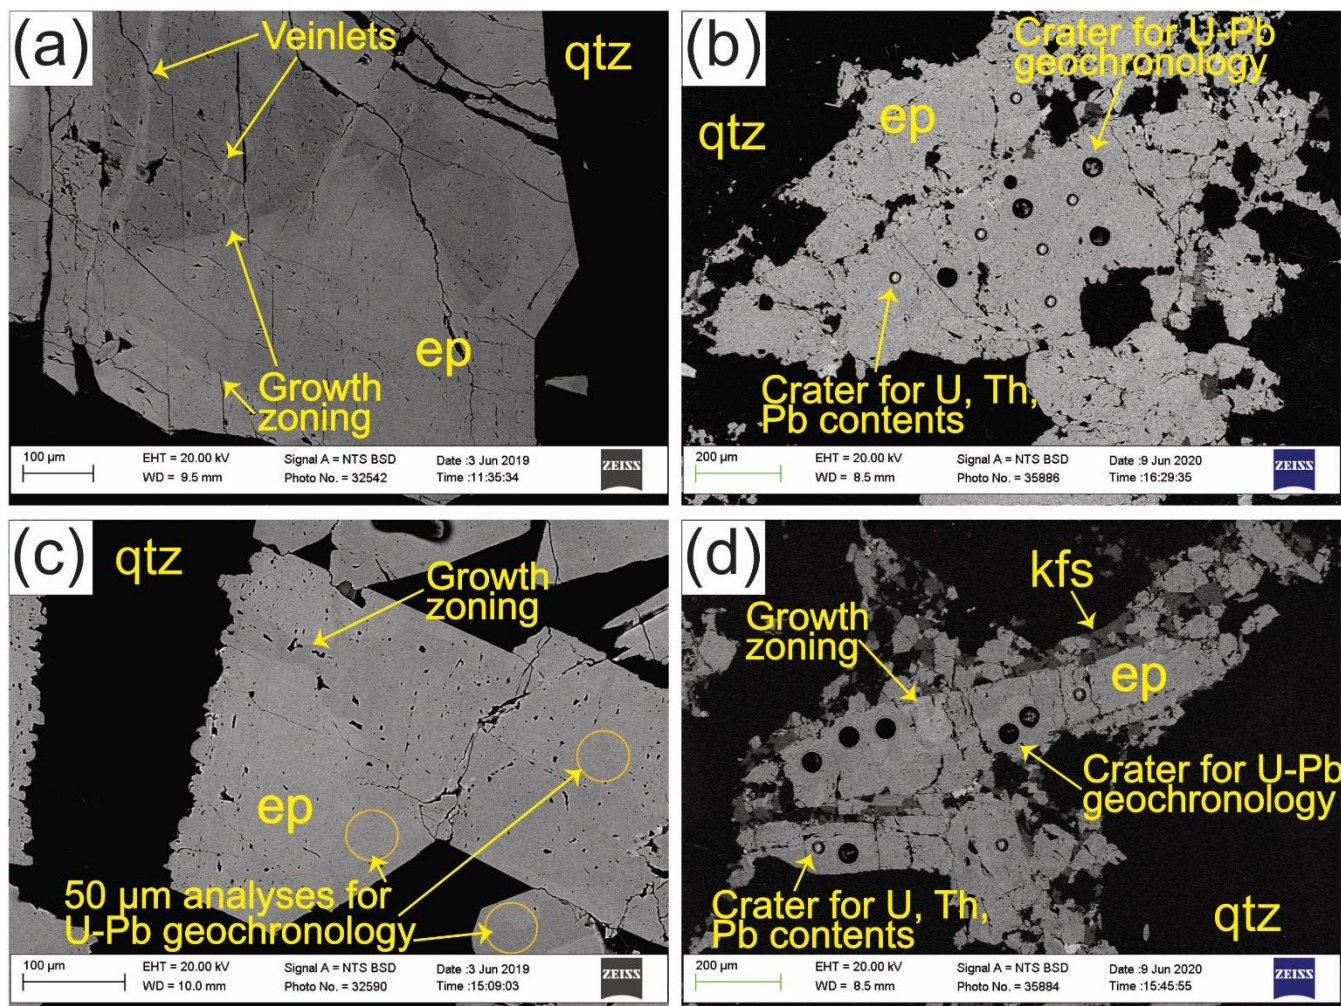 (a)
Veinlets
qtz
Growth
zoning
ep
100 µm
EHT = 20.00 kV
WD = 9.5 mm
Signal A = NTS BSD
Photo No. = 32542
Date :3 Jun 2019
Time :11:35:34
ZEISS
(b)
Crater for U-Pb
geochronology
ep
qtz
Crater for U, Th,
Pb contents
200 µm
EHT = 20.00 kV
WD = 8.5 mm
Signal A = NTS BSD
Photo No. = 35886
Date :9 Jun 2020
Time :16:29:35
ZEISS
(c)
qtz
Growth
zoning
ep
50 µm analyses for
U-Pb geochronology
100 µm
EHT = 20.00 kV
WD = 10.0 mm
Signal A = NTS BSD
Photo No. = 32590
Date :3 Jun 2019
Time :15:09:03
ZEISS
(d)
kfs
Growth
zoning
ep
Crater for U-Pb
geochronology
Crater for U, Th,
Pb contents
qtz
200 µm
EHT = 20.00 kV
WD = 8.5 mm
Signal A = NTS BSD
Photo No. = 35884
Date :9 Jun 2020
Time :15:45:55
ZEISS